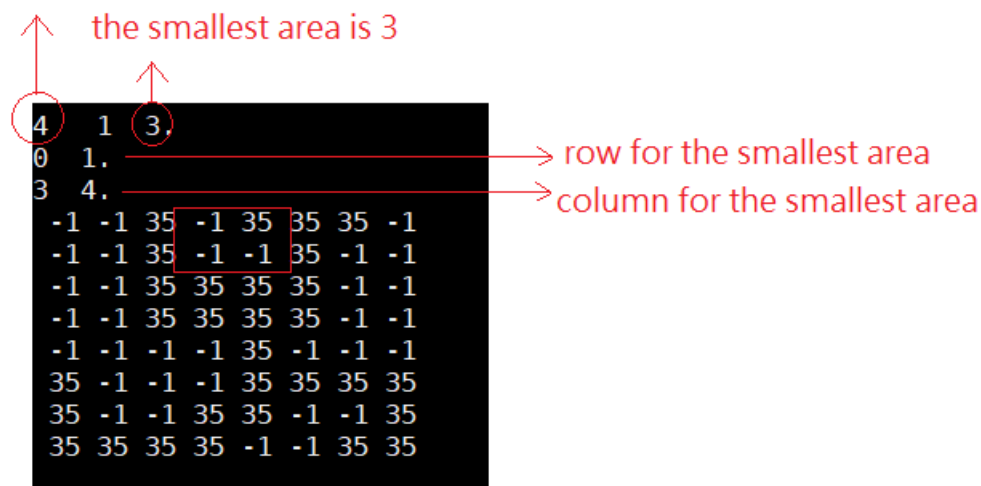 the smallest area is 3
4 1 3.
0 1. row for the smallest area
3 4. column for the smallest area
-1 -1 35 -1 35 35 35 -1
-1 -1 35 -1 -1 35 -1 -1
-1 -1 35 35 35 35 -1 -1
-1 -1 35 35 35 35 -1 -1
-1 -1 -1 -1 35 -1 -1 -1
35 -1 -1 -1 35 35 35 35
35 -1 -1 35 35 -1 -1 35
35 35 35 35 -1 -1 35 35